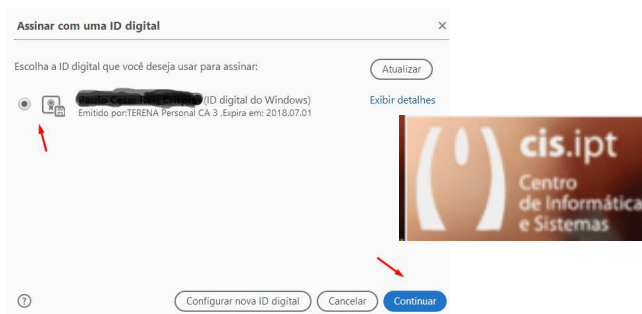 Assinar com uma ID digital
Escolha a ID digital que você deseja usar para assinar:
Atualizar
(ID digital do Windows)
Exibir detalhes
Emitido por:TERENA Personal CA 3 .Expira em: 2018.07.01
cis.ipt
Centro
de Informática
e Sistemas
?
Configurar nova ID digital
Cancelar
Continuar